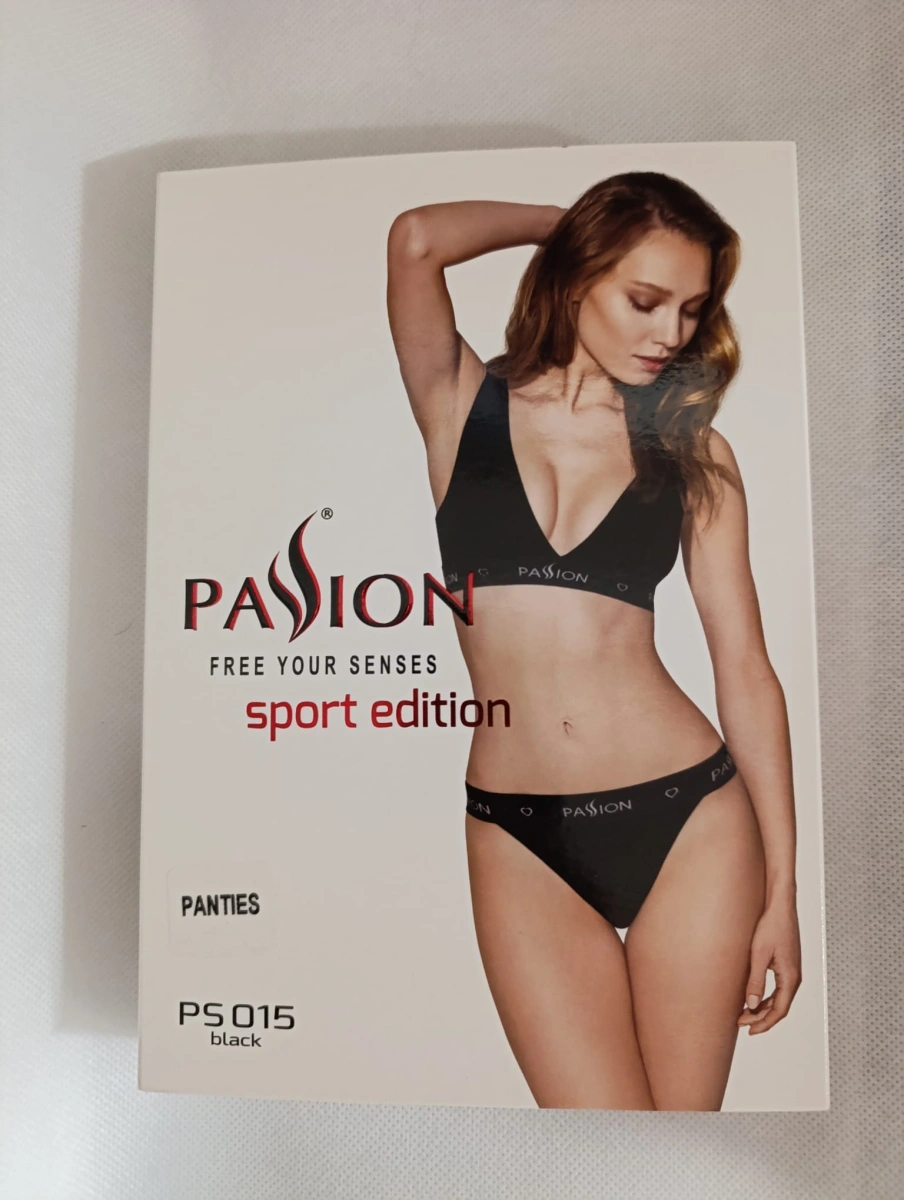 PASSION®
FREE YOUR SENSES
sport edition
PASSION
PASSION
PANTIES
PS 015
black